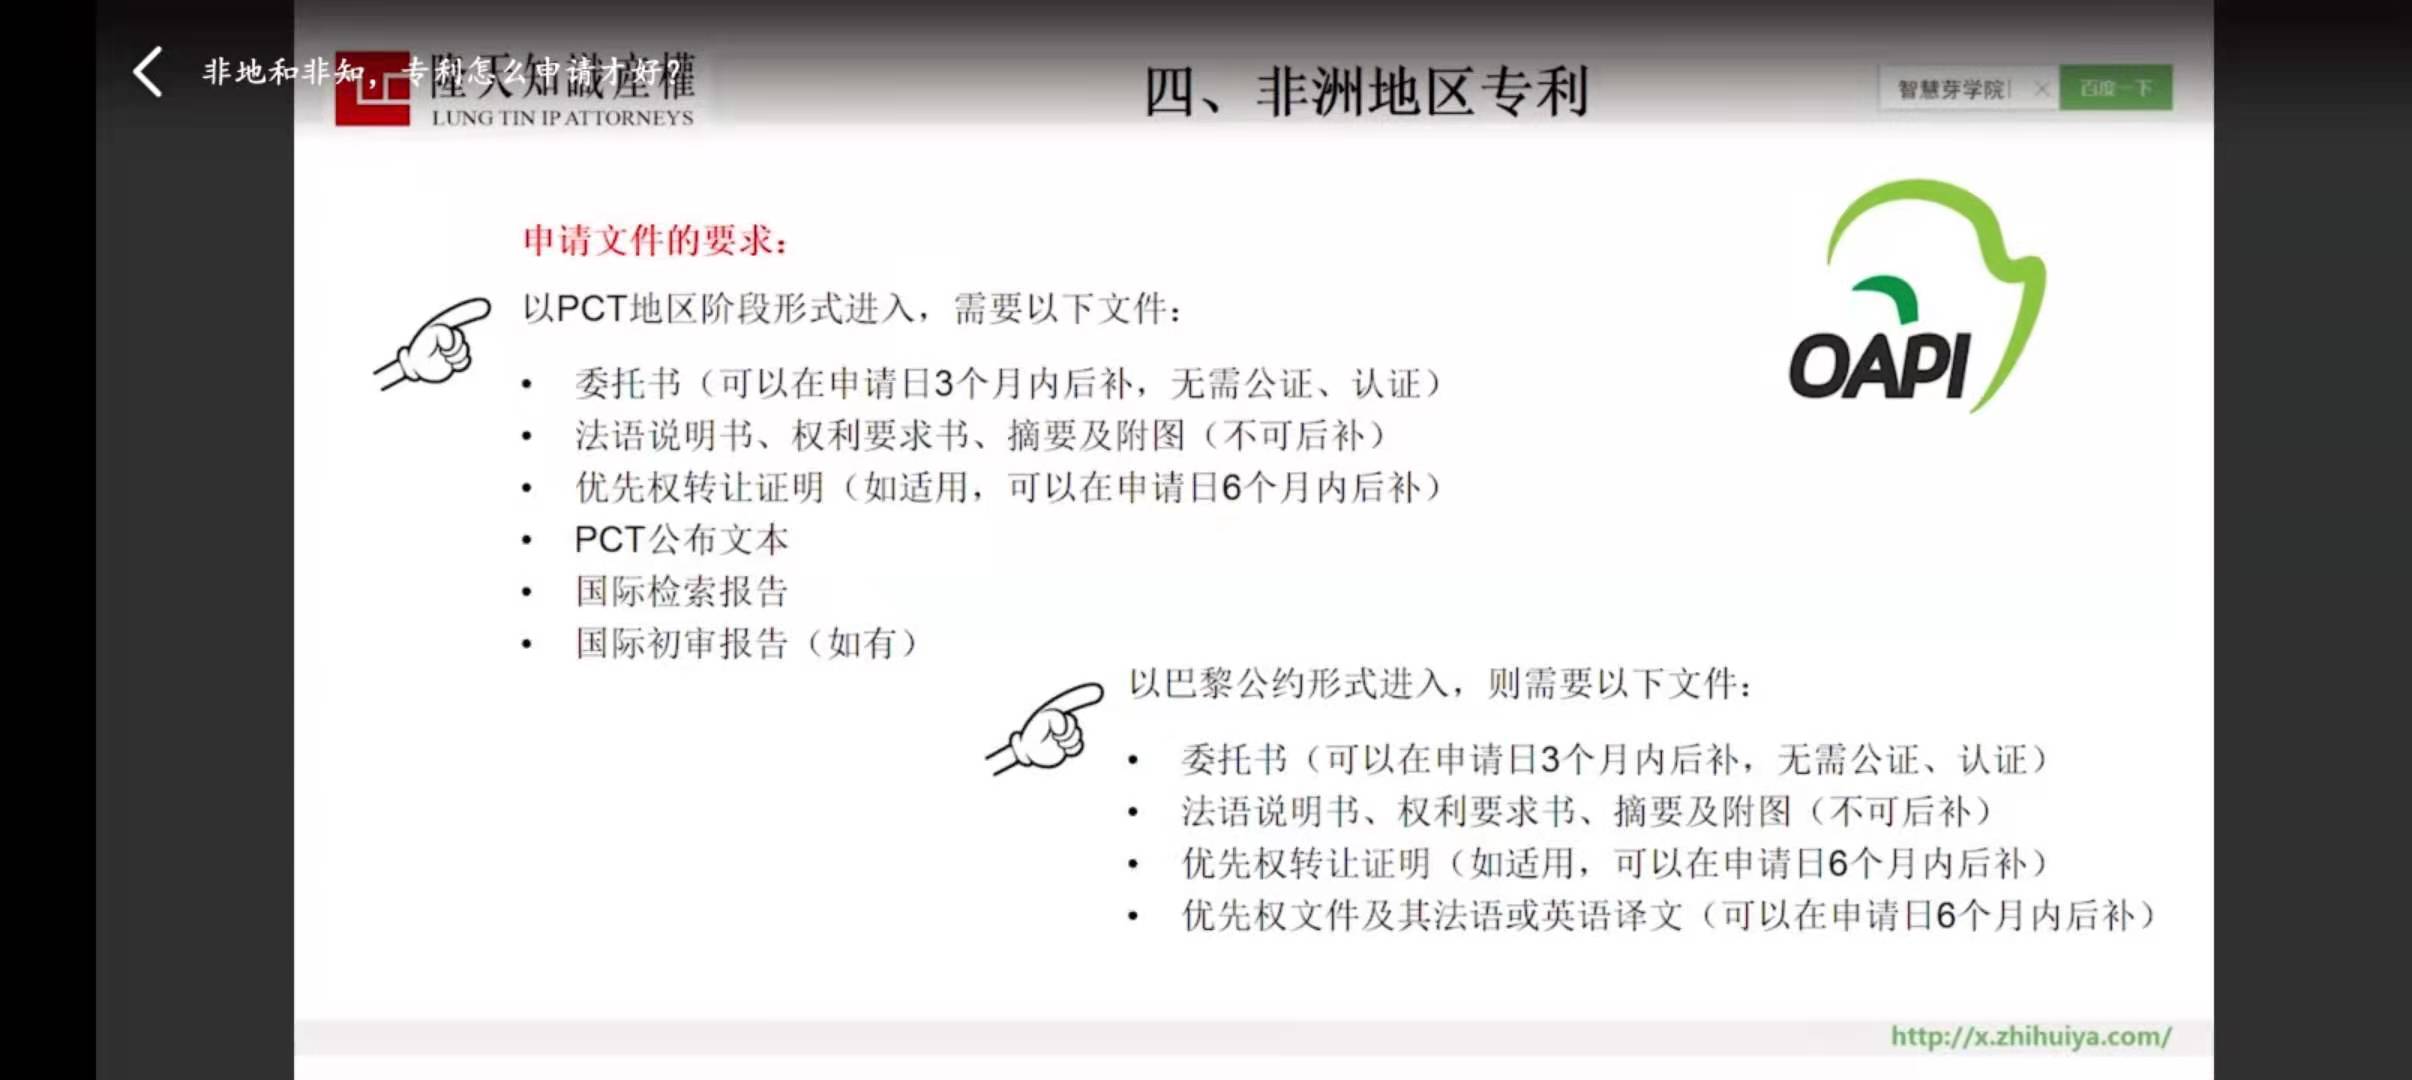 非地和非知，专利怎么申请才好？
隆天知識產權
LUNG TIN IP ATTORNEYS
四、非洲地区专利
智慧芽学院
百度一下
申请文件的要求：
以PCT地区阶段形式进入，需要以下文件：
• 委托书（可以在申请日3个月内后补，无需公证、认证）
• 法语说明书、权利要求书、摘要及附图（不可后补）
• 优先权转让证明（如适用，可以在申请日6个月内后补）
• PCT公布文本
• 国际检索报告
• 国际初审报告（如有）
OAPI
以巴黎公约形式进入，则需要以下文件：
• 委托书（可以在申请日3个月内后补，无需公证、认证）
• 法语说明书、权利要求书、摘要及附图（不可后补）
• 优先权转让证明（如适用，可以在申请日6个月内后补）
• 优先权文件及其法语或英语译文（可以在申请日6个月内后补）
http://x.zhihuiya.com/